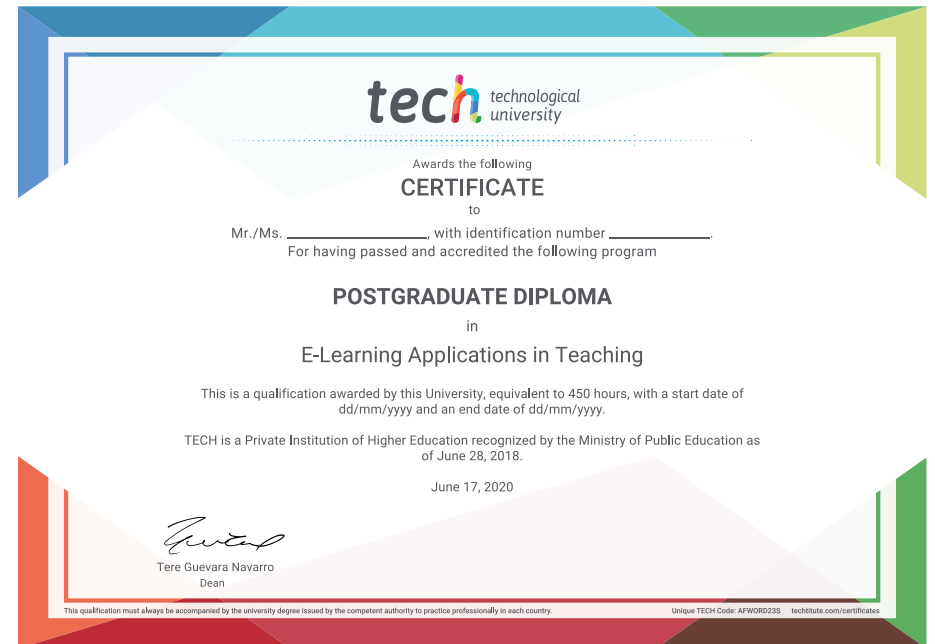 tech technological
university
Awards the following
CERTIFICATE
to
Mr./Ms. ____________________, with identification number ______________.
For having passed and accredited the following program
POSTGRADUATE DIPLOMA
in
E-Learning Applications in Teaching
This is a qualification awarded by this University, equivalent to 450 hours, with a start date of
dd/mm/yyyy and an end date of dd/mm/yyyy.
TECH is a Private Institution of Higher Education recognized by the Ministry of Public Education as
of June 28, 2018.
June 17, 2020
Tere Guevara Navarro
Dean
This qualification must always be accompanied by the university degree issued by the competent authority to practice professionally in each country.
Unique TECH Code: AFWORD23S techtitute.com/certificates